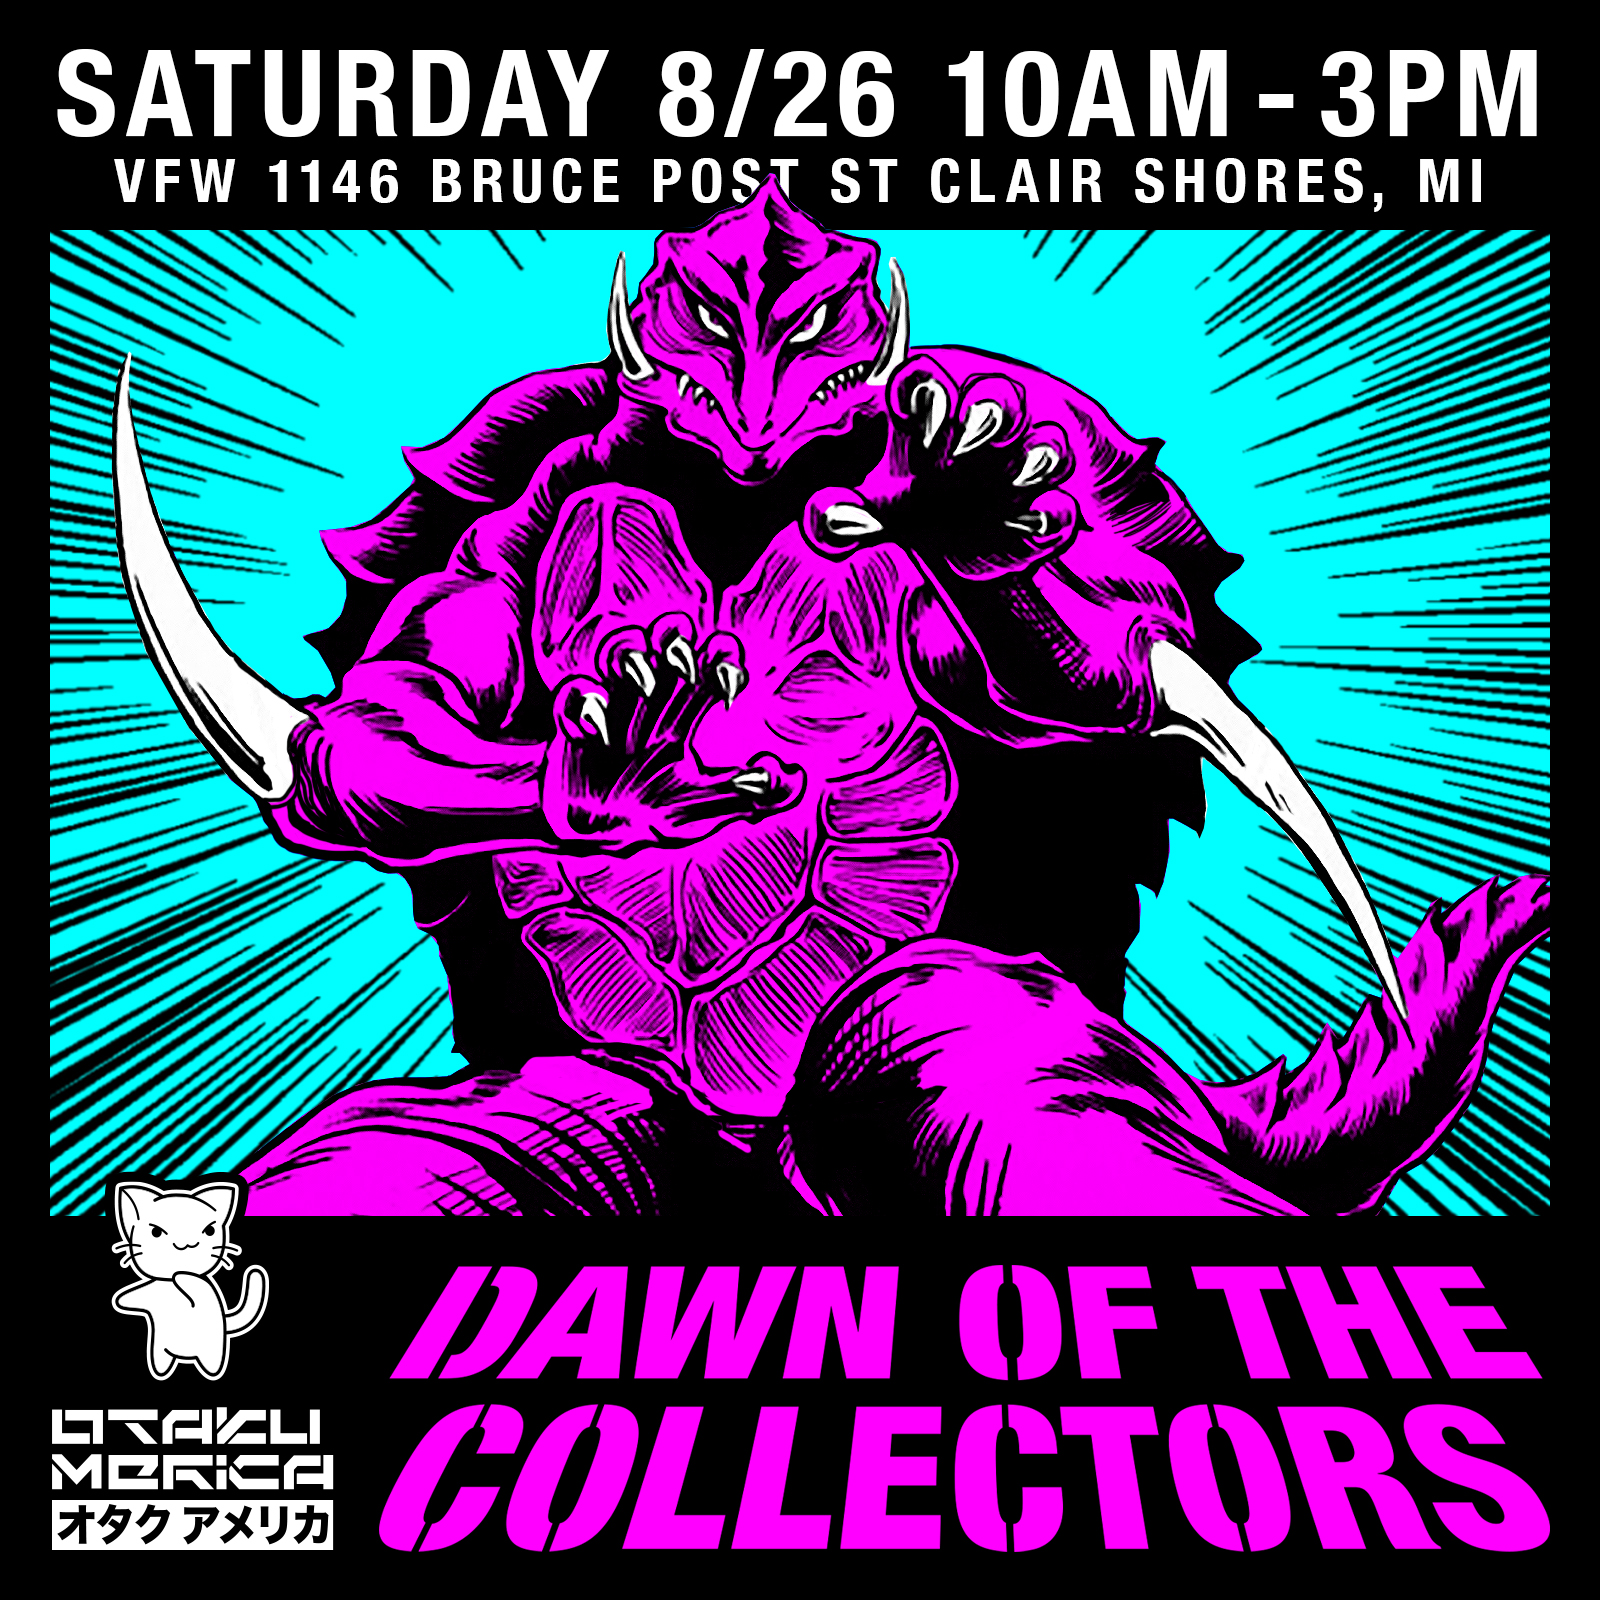 SATURDAY 8/26 10AM - 3PM
VFW 1146 BRUCE POST ST CLAIR SHORES, MI
DAWN OF THE
COLLECTORS
OTAKU
MERICA
オタク アメリカ